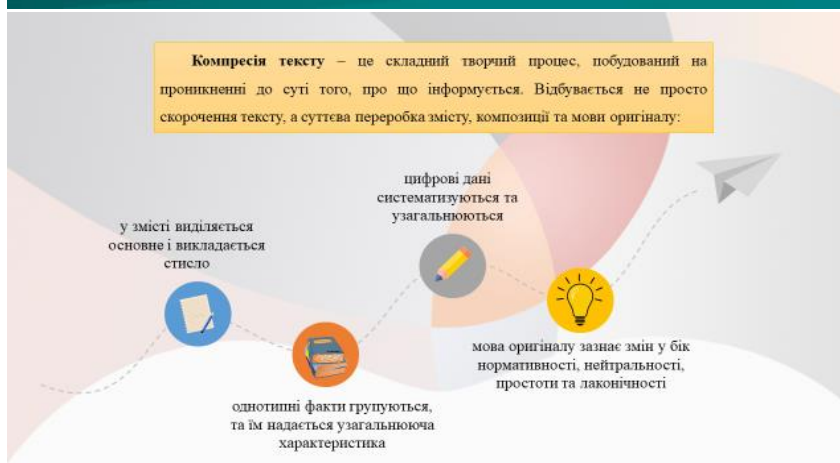 Компресія тексту – це складний творчий процес, побудований на
проникненні до суті того, про що інформується. Відбувається не просто
скорочення тексту, а суттєва переробка змісту, композиції та мови оригіналу:
у змісті виділяється
основне і викладається
стисло
однотипні факти групуються,
та їм надається узагальнююча
характеристика
цифрові дані
систематизуються та
узагальнюються
мова оригіналу зазнає змін у бік
нормативності, нейтральності,
простоти та лаконічності